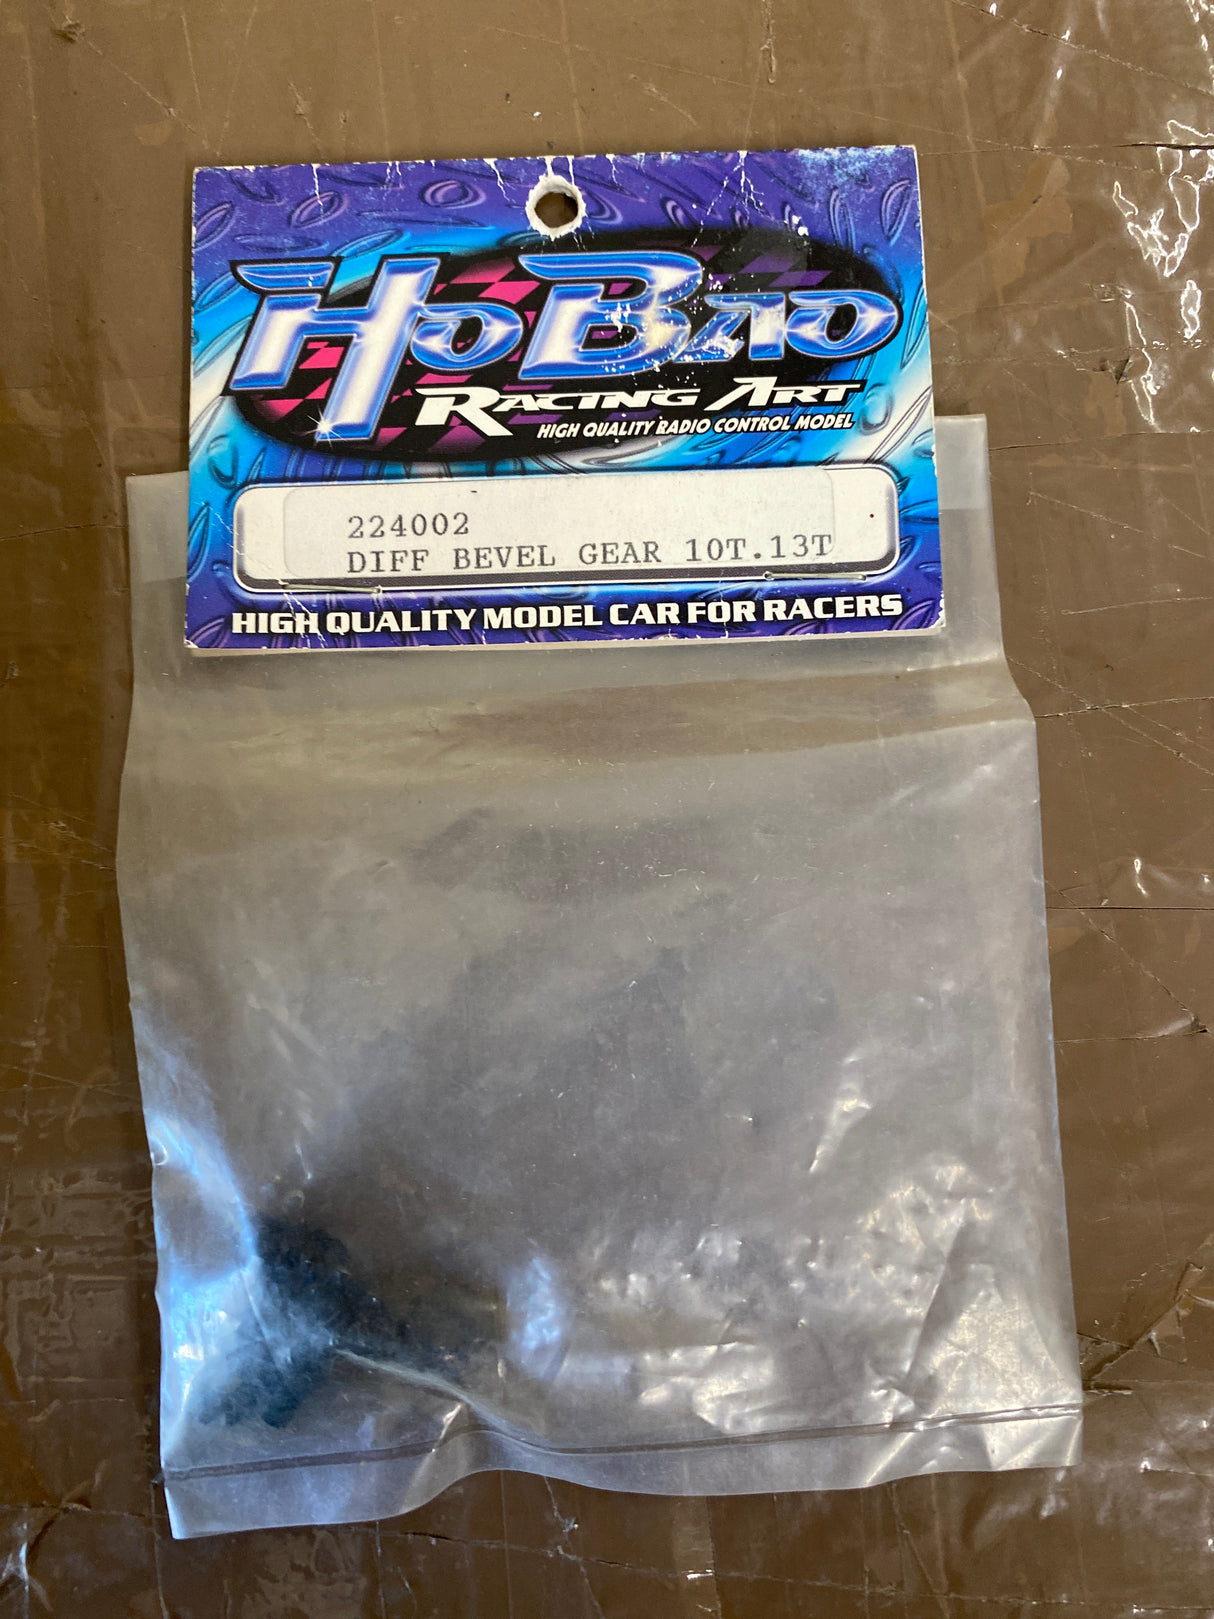 HoBao
Racing Art
HIGH QUALITY RADIO CONTROL MODEL
224002
DIFF BEVEL GEAR 10T.13T
HIGH QUALITY MODEL CAR FOR RACERS